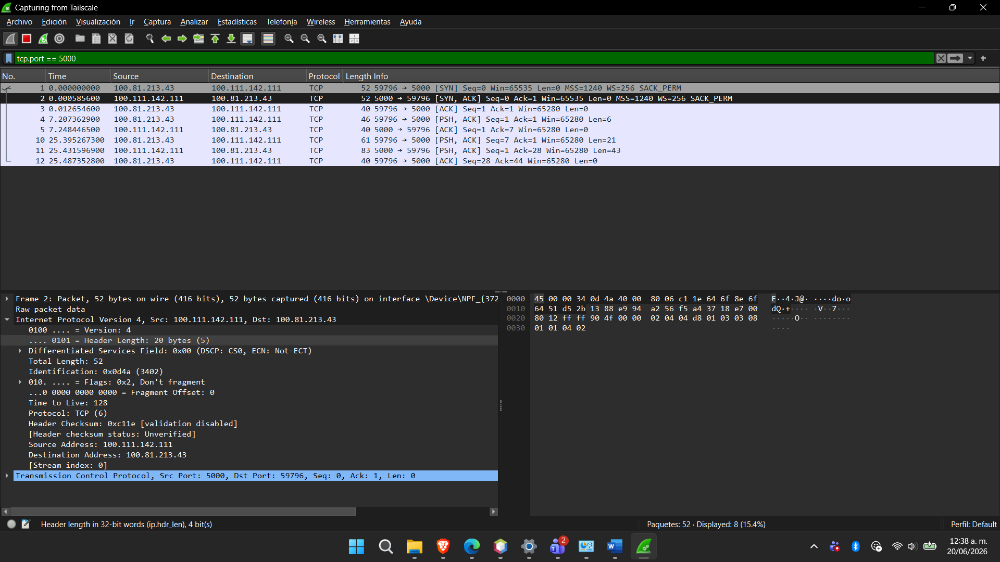 Capturing from Tailscale
Archivo Edición Visualización Ir Captura Analizar Estadísticas Telefonía Wireless Herramientas Ayuda
tcp.port == 5000
No. Time Source Destination Protocol Length Info
1 0.000000000 100.81.213.43 100.111.142.111 TCP 52 59796 → 5000 [SYN] Seq=0 Win=65535 Len=0 MSS=1240 WS=256 SACK_PERM
2 0.000585600 100.111.142.111 100.81.213.43 TCP 52 5000 → 59796 [SYN, ACK] Seq=0 Ack=1 Win=65535 Len=0 MSS=1240 WS=256 SACK_PERM
3 0.012654600 100.81.213.43 100.111.142.111 TCP 40 59796 → 5000 [ACK] Seq=1 Ack=1 Win=65280 Len=0
4 7.207362900 100.81.213.43 100.111.142.111 TCP 46 59796 → 5000 [PSH, ACK] Seq=1 Ack=1 Win=65280 Len=6
5 7.248446500 100.111.142.111 100.81.213.43 TCP 40 5000 → 59796 [ACK] Seq=1 Ack=7 Win=65280 Len=0
10 25.395267300 100.81.213.43 100.111.142.111 TCP 61 59796 → 5000 [PSH, ACK] Seq=7 Ack=1 Win=65280 Len=21
11 25.431596900 100.111.142.111 100.81.213.43 TCP 83 5000 → 59796 [PSH, ACK] Seq=1 Ack=28 Win=65280 Len=43
12 25.487352800 100.81.213.43 100.111.142.111 TCP 40 59796 → 5000 [ACK] Seq=28 Ack=44 Win=65280 Len=0
Frame 2: Packet, 52 bytes on wire (416 bits), 52 bytes captured (416 bits) on interface \Device\NPF_{372
Raw packet data
Internet Protocol Version 4, Src: 100.111.142.111, Dst: 100.81.213.43
0100 .... = Version: 4
.... 0101 = Header Length: 20 bytes (5)
Differentiated Services Field: 0x00 (DSCP: CS0, ECN: Not-ECT)
Total Length: 52
Identification: 0x0d4a (3402)
010. .... = Flags: 0x2, Don't fragment
...0 0000 0000 0000 = Fragment Offset: 0
Time to Live: 128
Protocol: TCP (6)
Header Checksum: 0xc11e [validation disabled]
[Header checksum status: Unverified]
Source Address: 100.111.142.111
Destination Address: 100.81.213.43
[Stream index: 0]
Transmission Control Protocol, Src Port: 5000, Dst Port: 59796, Seq: 0, Ack: 1, Len: 0
0000 45 00 00 34 0d 4a 40 00 80 06 c1 1e 64 6f 8e 6f E··4·J@· ····do·o
0010 64 51 d5 2b 13 88 e9 94 a2 56 f5 a4 37 18 e7 00 dQ·+···· ·V··7···
0020 80 12 ff ff 90 4f 00 00 02 04 04 d8 01 03 03 08 ·····O·· ········
0030 01 01 04 02 ····
Header length in 32-bit words (ip.hdr_len), 4 bit(s)
Paquetes: 52 · Displayed: 8 (15.4%)
Perfil: Default
2
12:38 a. m.
20/06/2026